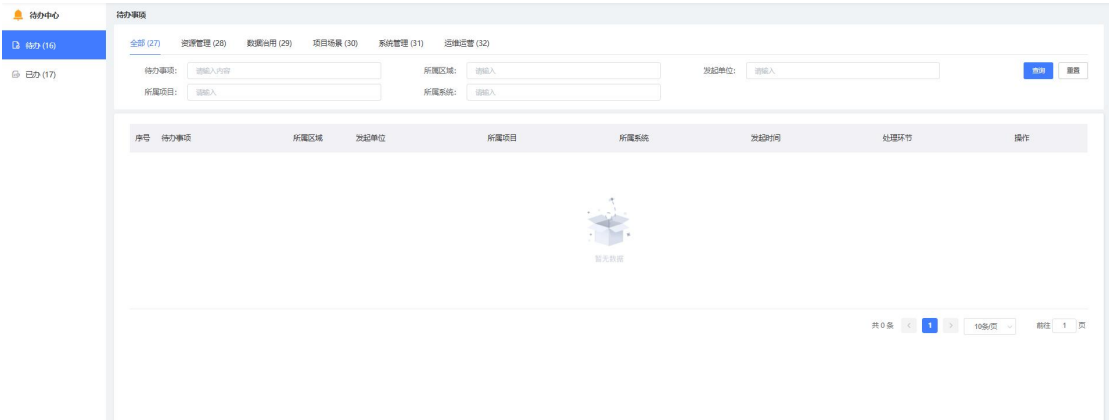 待办中心
待办 (16)
已办 (17)
待办事项
全部 (27) 资源管理 (28) 数据治用 (29) 项目场景 (30) 系统管理 (31) 运维运营 (32)
待办事项: 请输入内容 所属区域: 请输入 发起单位: 请输入 查询 重置
所属项目: 请输入 所属系统: 请输入
序号 待办事项 所属区域 发起单位 所属项目 所属系统 发起时间 处理环节 操作
暂无数据
共 0 条 < 1 > 10条/页 前往 1 页